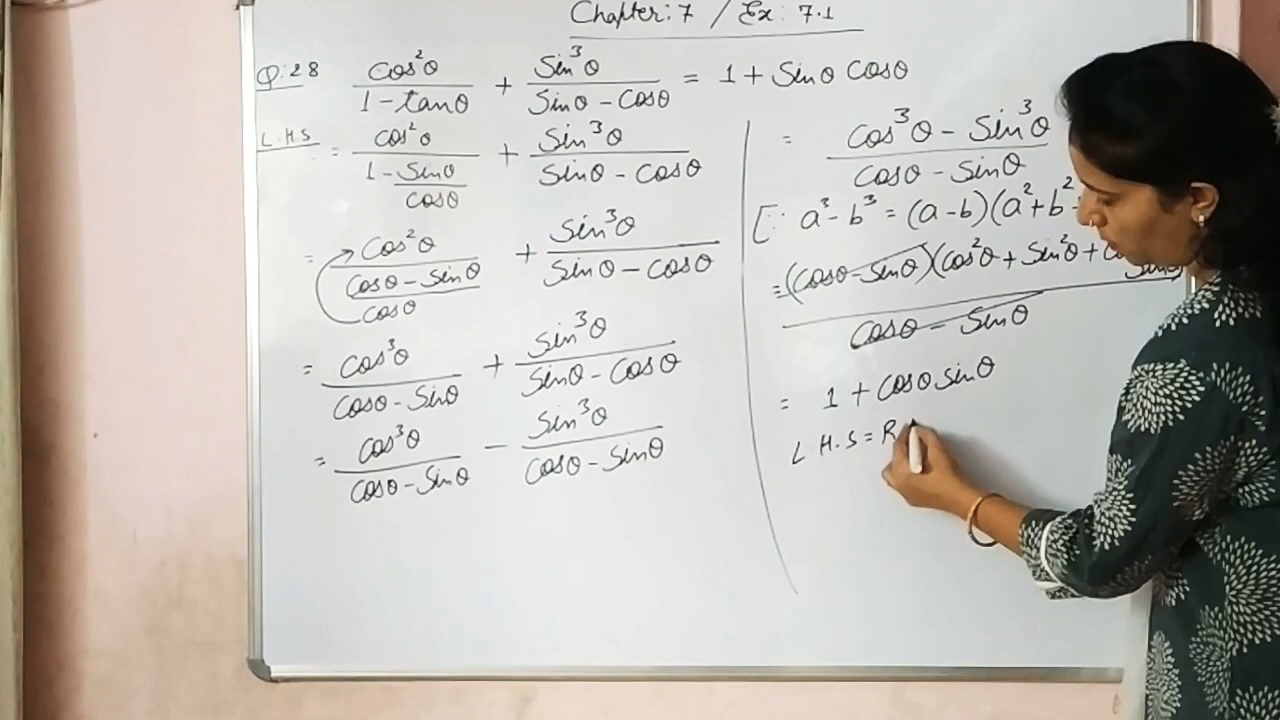 Chapter: 7 / Ex: 7.1
Q: 28 cos²θ / 1 - tanθ + Sin³θ / Sinθ - Cosθ = 1 + Sinθ Cosθ
L.H.S = cos²θ / 1 - Sinθ / cosθ + Sin³θ / Sinθ - Cosθ
= Cos²θ / Cosθ - Sinθ / Cosθ + Sin³θ / Sinθ - Cosθ
= Cos³θ / Cosθ - Sinθ + Sin³θ / Sinθ - Cosθ
= Cos³θ / Cosθ - Sinθ - Sin³θ / Cosθ - Sinθ
= Cos³θ - Sin³θ / Cosθ - Sinθ
[∵ a³ - b³ = (a - b)(a² + b²
= (Cosθ - Sinθ)(Cos²θ + Sin²θ + Sinθ / Cosθ - Sinθ
= 1 + Cosθ Sinθ
L H.S = R